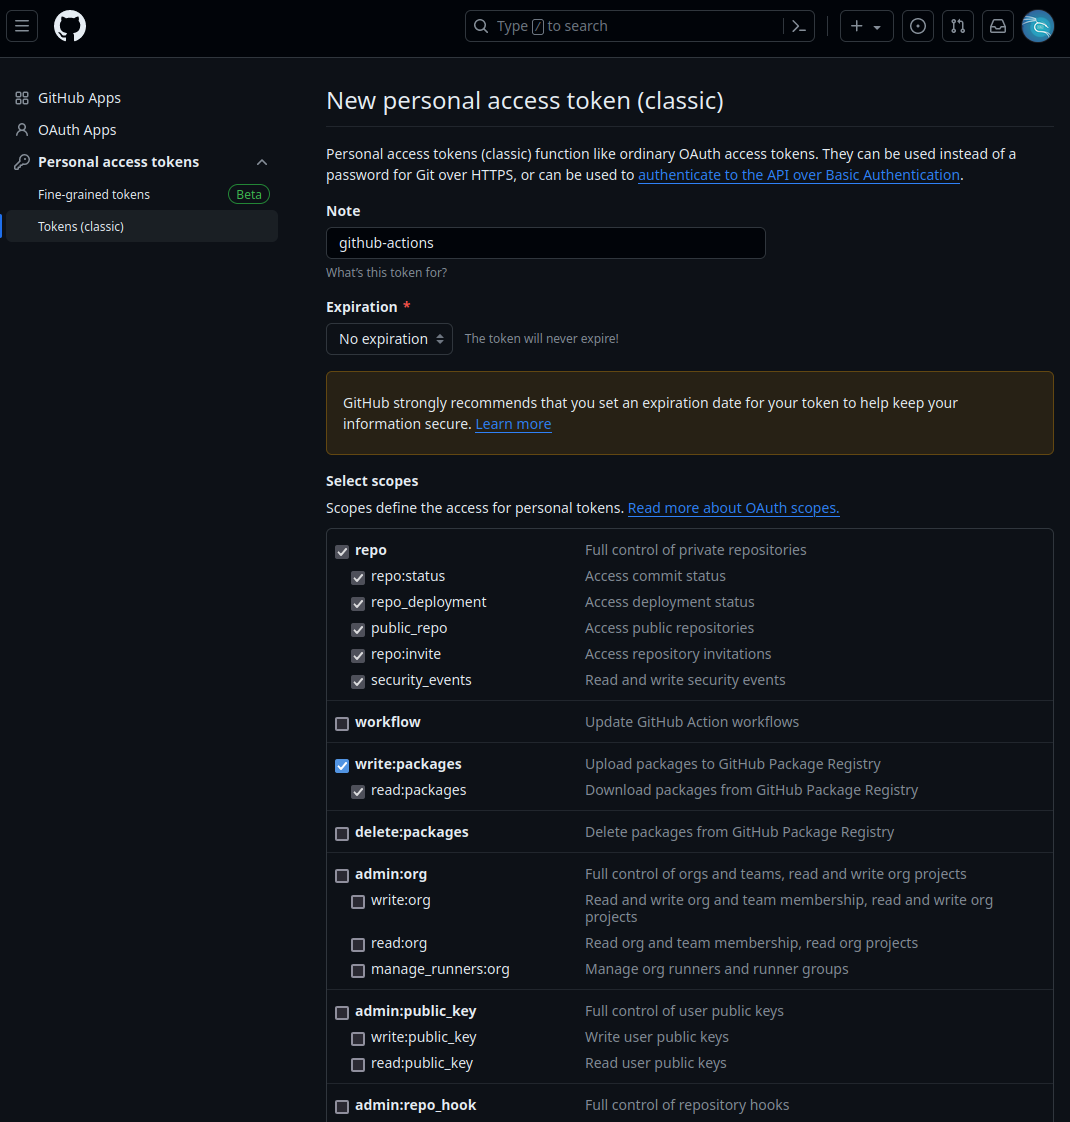 Type / to search
GitHub Apps
OAuth Apps
Personal access tokens
Fine-grained tokens Beta
Tokens (classic)
New personal access token (classic)
Personal access tokens (classic) function like ordinary OAuth access tokens. They can be used instead of a
password for Git over HTTPS, or can be used to authenticate to the API over Basic Authentication.
Note
github-actions
What's this token for?
Expiration *
No expiration The token will never expire!
GitHub strongly recommends that you set an expiration date for your token to help keep your
information secure. Learn more
Select scopes
Scopes define the access for personal tokens. Read more about OAuth scopes.
repo Full control of private repositories
repo:status Access commit status
repo_deployment Access deployment status
public_repo Access public repositories
repo:invite Access repository invitations
security_events Read and write security events
workflow Update GitHub Action workflows
write:packages Upload packages to GitHub Package Registry
read:packages Download packages from GitHub Package Registry
delete:packages Delete packages from GitHub Package Registry
admin:org Full control of orgs and teams, read and write org projects
write:org Read and write org and team membership, read and write org
projects
read:org Read org and team membership, read org projects
manage_runners:org Manage org runners and runner groups
admin:public_key Full control of user public keys
write:public_key Write user public keys
read:public_key Read user public keys
admin:repo_hook Full control of repository hooks